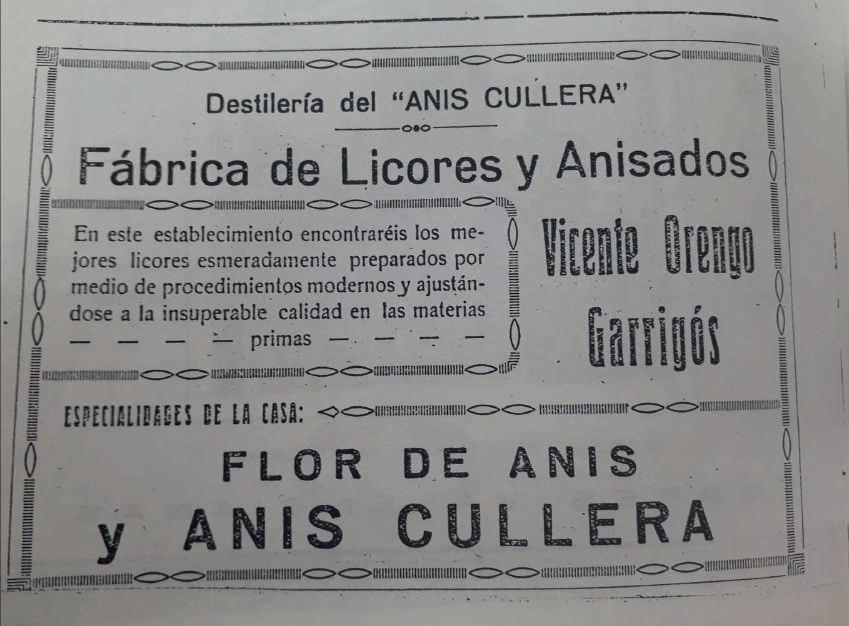 Destilería del “ANIS CULLERA”
Fábrica de Licores y Anisados
En este establecimiento encontraréis los me-
jores licores esmeradamente preparados por
medio de procedimientos modernos y ajustán-
dose a la insuperable calidad en las materias
— — — — primas — — — —
Vicente Orengo
Garrigós
ESPECIALIDADES DE LA CASA:
FLOR DE ANIS
y ANIS CULLERA